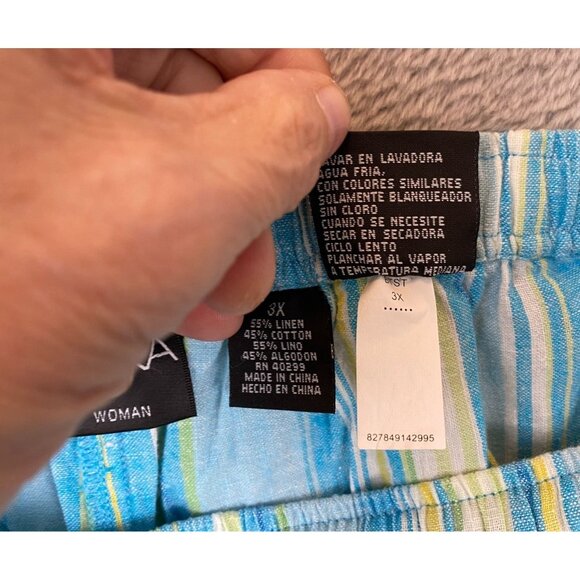 LAVAR EN LAVADORA
AGUA FRIA,
CON COLORES SIMILARES
SOLAMENTE BLANQUEADOR
SIN CLORO
CUANDO SE NECESITE
SECAR EN SECADORA
CICLO LENTO
PLANCHAR AL VAPOR
A TEMPERATURA MEDIANA
3X
55% LINEN
45% COTTON
55% LINO
45% ALGODON
RN 40299
MADE IN CHINA
HECHO EN CHINA
ST
3X
827849142995
WOMAN